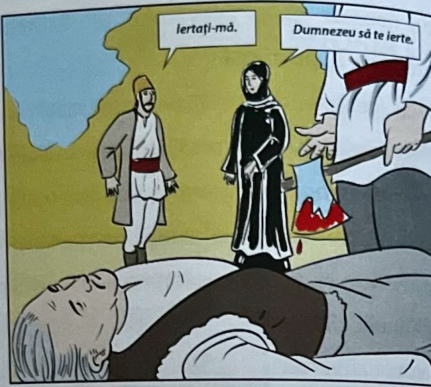 Iertați-mă.
Dumnezeu să te ierte.